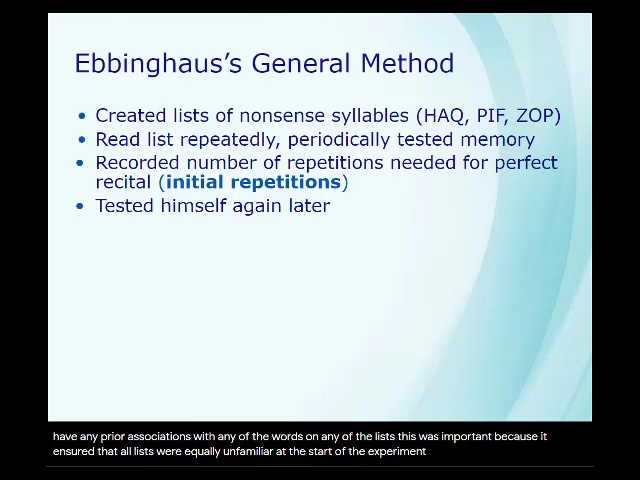 Ebbinghaus's General Method
• Created lists of nonsense syllables (HAQ, PIF, ZOP)
• Read list repeatedly, periodically tested memory
• Recorded number of repetitions needed for perfect
recital (initial repetitions)
• Tested himself again later
have any prior associations with any of the words on any of the lists this was important because it
ensured that all lists were equally unfamiliar at the start of the experiment